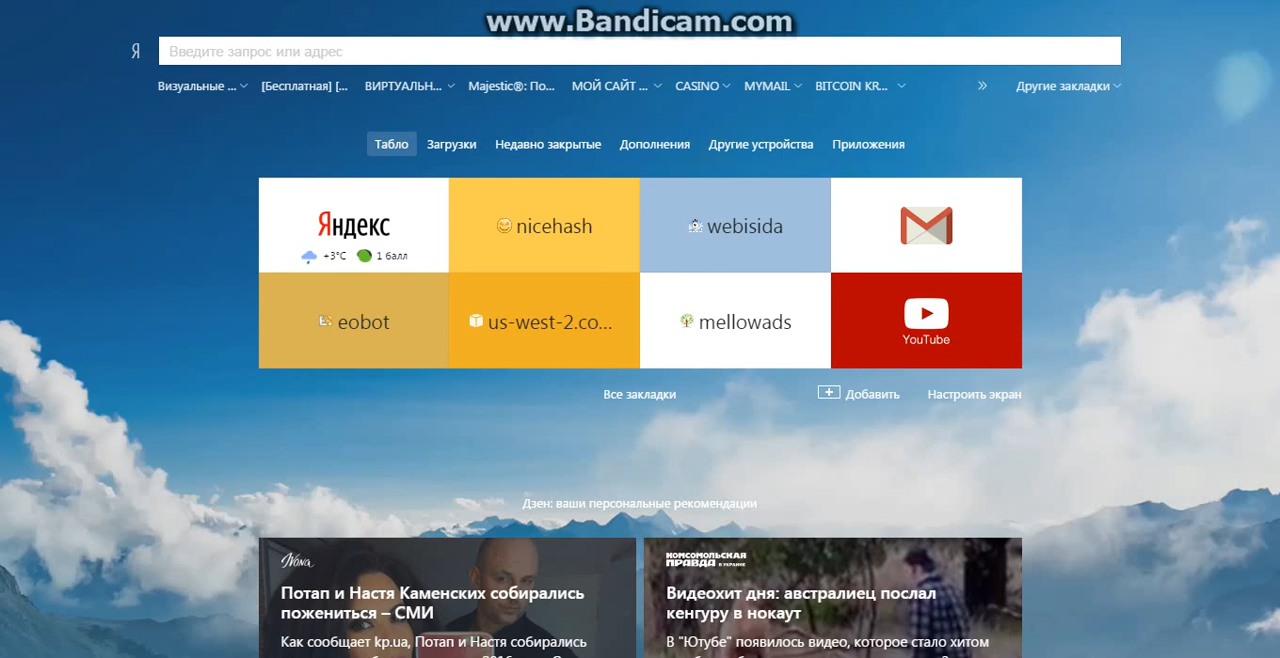 www.Bandicam.com
Я
Введите запрос или адрес
Визуальные ... [Бесплатная] [... ВИРТУАЛЬН... Majestic®: По... МОЙ САЙТ ... CASINO MYMAIL BITCOIN KR... » Другие закладки
Табло Загрузки Недавно закрытые Дополнения Другие устройства Приложения
Яндекс
+3°C 1 балл
nicehash
webisida
eobot
us-west-2.co...
mellowads
YouTube
Все закладки Добавить Настроить экран
Дзен: ваши персональные рекомендации
Nona
Потап и Настя Каменских собирались
пожениться – СМИ
Как сообщает kp.ua, Потап и Настя собирались
КОМСОМОЛЬСКАЯ
ПРАВДА В УКРАИНЕ
Видеохит дня: австралиец послал
кенгуру в нокаут
В "Ютубе" появилось видео, которое стало хитом